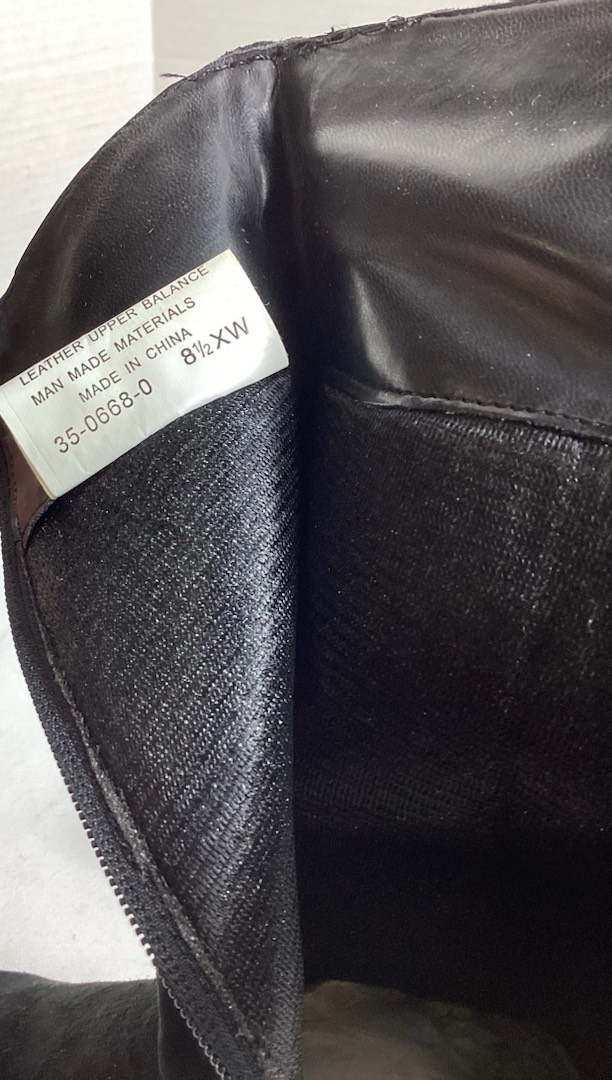 LEATHER UPPER BALANCE
MAN MADE MATERIALS
MADE IN CHINA
35-0668-0 8½XW